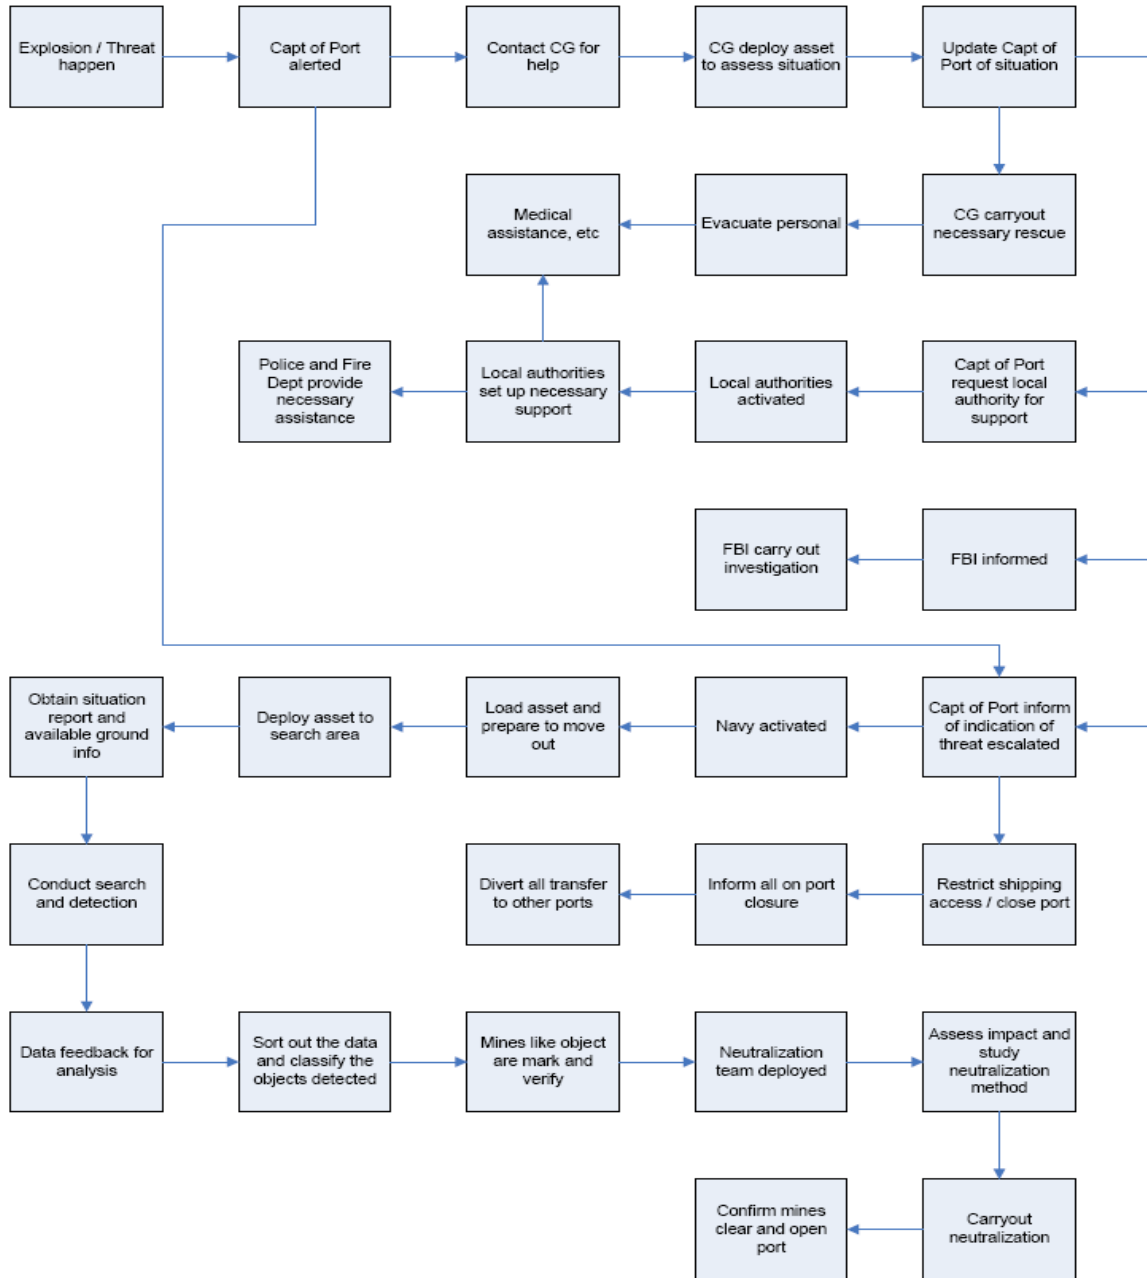 Explosion / Threat
happen
Capt of Port
alerted
Contact CG for
help
CG deploy asset
to assess situation
Update Capt of
Port of situation
Medical
assistance, etc
Evacuate personal
CG carryout
necessary rescue
Police and Fire
Dept provide
necessary
assistance
Local authorities
set up necessary
support
Local authorities
activated
Capt of Port
request local
authority for
support
FBI carry out
investigation
FBI informed
Obtain situation
report and
available ground
info
Deploy asset to
search area
Load asset and
prepare to move
out
Navy activated
Capt of Port inform
of indication of
threat escalated
Conduct search
and detection
Divert all transfer
to other ports
Inform all on port
closure
Restrict shipping
access / close port
Data feedback for
analysis
Sort out the data
and classify the
objects detected
Mines like object
are mark and
verify
Neutralization
team deployed
Assess impact and
study
neutralization
method
Confirm mines
clear and open
port
Carryout
neutralization